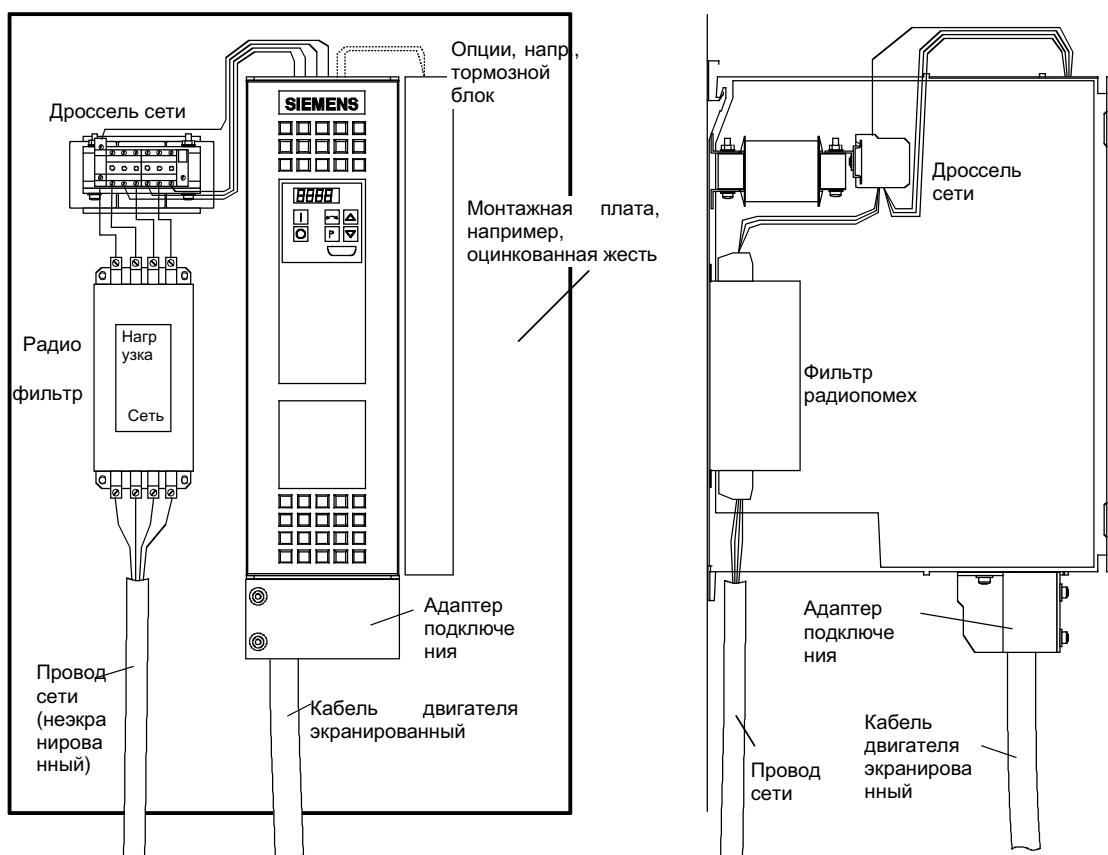 Опции, напр.,
тормозной
блок
Дроссель сети
SIEMENS
Монтажная плата,
например,
оцинкованная жесть
P
Радио
фильтр
Нагр
узка
Сеть
Адаптер
подключе
ния
Провод
сети
(неэкра
нирова
нный)
Кабель двигателя
экранированный
Дроссель
сети
Фильтр
радиопомех
Адаптер
подключе
ния
Провод
сети
Кабель
двигателя
экранирова
нный